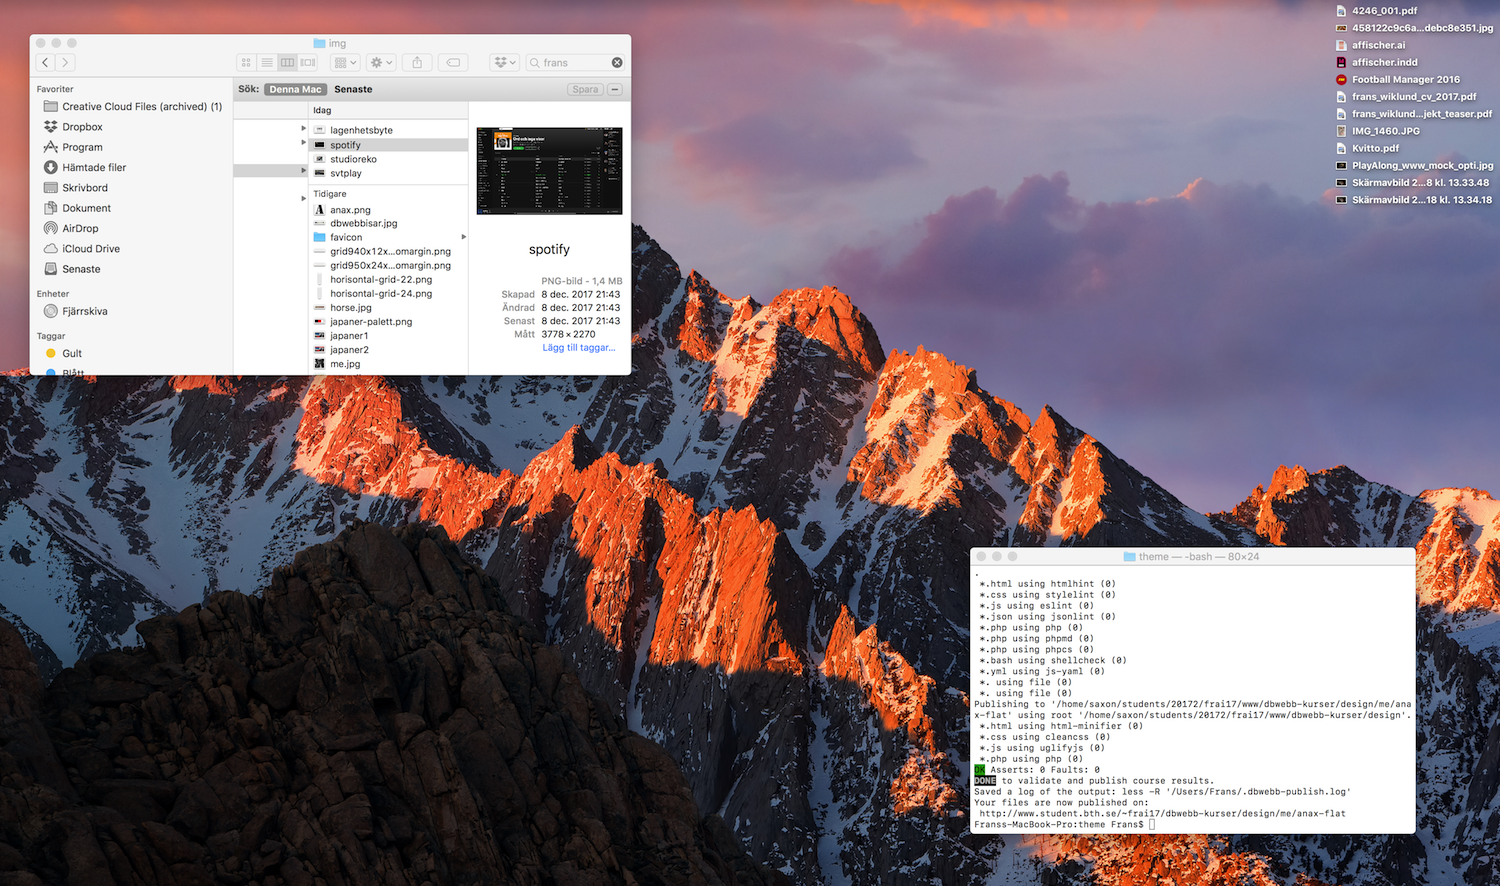 img
frans
Favoriter
Creative Cloud Files (archived) (1)
Dropbox
Program
Hämtade filer
Skrivbord
Dokument
AirDrop
iCloud Drive
Senaste
Enheter
Fjärrskiva
Taggar
Gult
Blått
Sök: Denna Mac Senaste Spara
Idag
lagenhetsbyte
spotify
studioreko
svtplay
Tidigare
anax.png
dbwebbisar.jpg
favicon
grid940x12x...omargin.png
grid950x24x...omargin.png
horisontal-grid-22.png
horisontal-grid-24.png
horse.jpg
japaner-palett.png
japaner1
japaner2
me.jpg
spotify
PNG-bild - 1,4 MB
Skapad 8 dec. 2017 21:43
Ändrad 8 dec. 2017 21:43
Senast 8 dec. 2017 21:43
Mått 3778 × 2270
Lägg till taggar...
4246_001.pdf
458122c9c6a...debc8e351.jpg
affischer.ai
affischer.indd
Football Manager 2016
frans_wiklund_cv_2017.pdf
frans_wiklund...jekt_teaser.pdf
IMG_1460.JPG
Kvitto.pdf
PlayAlong_www_mock_opti.jpg
Skärmavbild 2...8 kl. 13.33.48
Skärmavbild 2...18 kl. 13.34.18
theme — -bash — 80×24
.
*.html using htmlhint (0)
*.css using stylelint (0)
*.js using eslint (0)
*.json using jsonlint (0)
*.php using php (0)
*.php using phpmd (0)
*.php using phpcs (0)
*.bash using shellcheck (0)
*.yml using js-yaml (0)
*. using file (0)
*. using file (0)
Publishing to '/home/saxon/students/20172/frai17/www/dbwebb-kurser/design/me/ana
x-flat' using root '/home/saxon/students/20172/frai17/www/dbwebb-kurser/design'.
*.html using html-minifier (0)
*.css using cleancss (0)
*.js using uglifyjs (0)
*.php using php (0)
OK Asserts: 0 Faults: 0
DONE to validate and publish course results.
Saved a log of the output: less -R '/Users/Frans/.dbwebb-publish.log'
Your files are now published on:
http://www.student.bth.se/~frai17/dbwebb-kurser/design/me/anax-flat
Franss-MacBook-Pro:theme Frans$